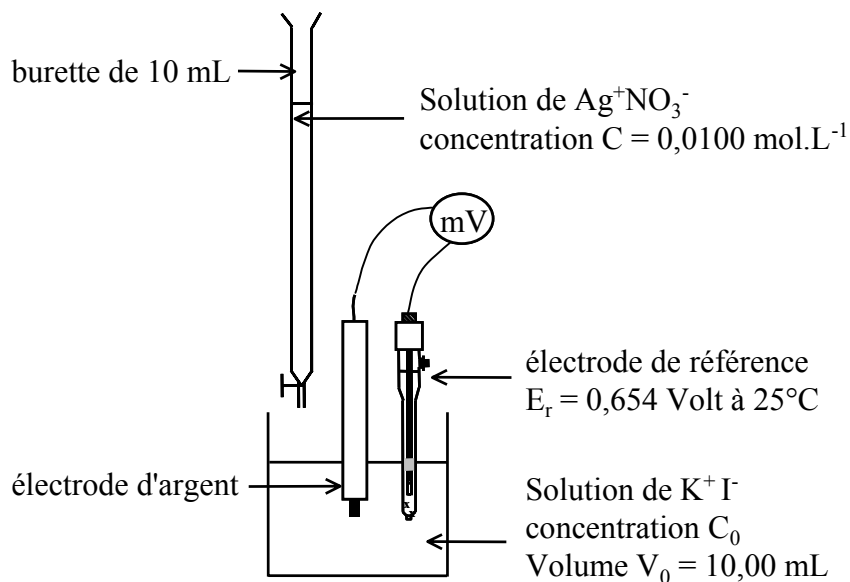 burette de 10 mL
Solution de Ag⁺NO₃⁻
concentration C = 0,0100 mol.L⁻¹
mV
électrode de référence
Eᵣ = 0,654 Volt à 25°C
électrode d'argent
Solution de K⁺ I⁻
concentration C₀
Volume V₀ = 10,00 mL